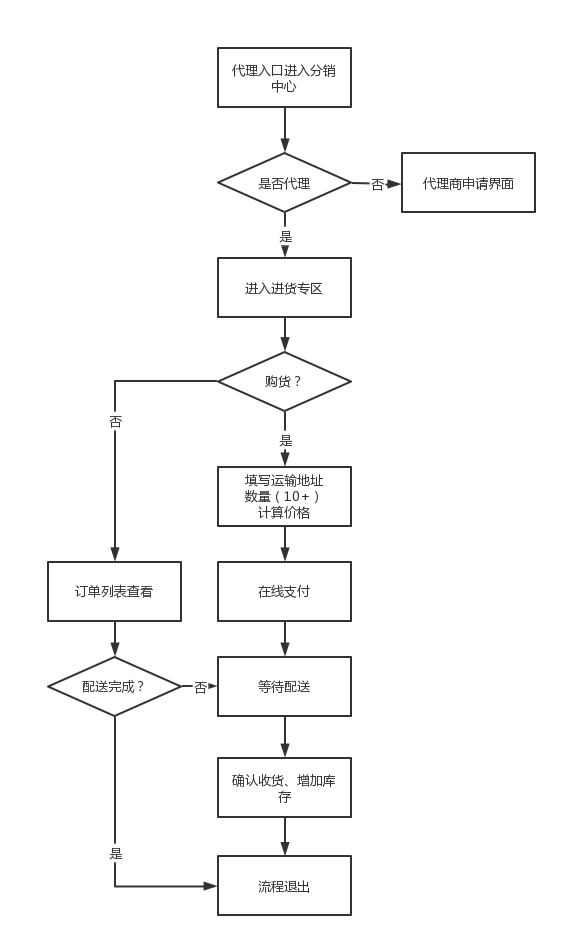 代理入口进入分销
中心
是否代理
否
代理商申请界面
是
进入进货专区
购货？
否
是
填写运输地址
数量（10+）
计算价格
订单列表查看
在线支付
配送完成？
否
等待配送
确认收货、增加库
存
是
流程退出